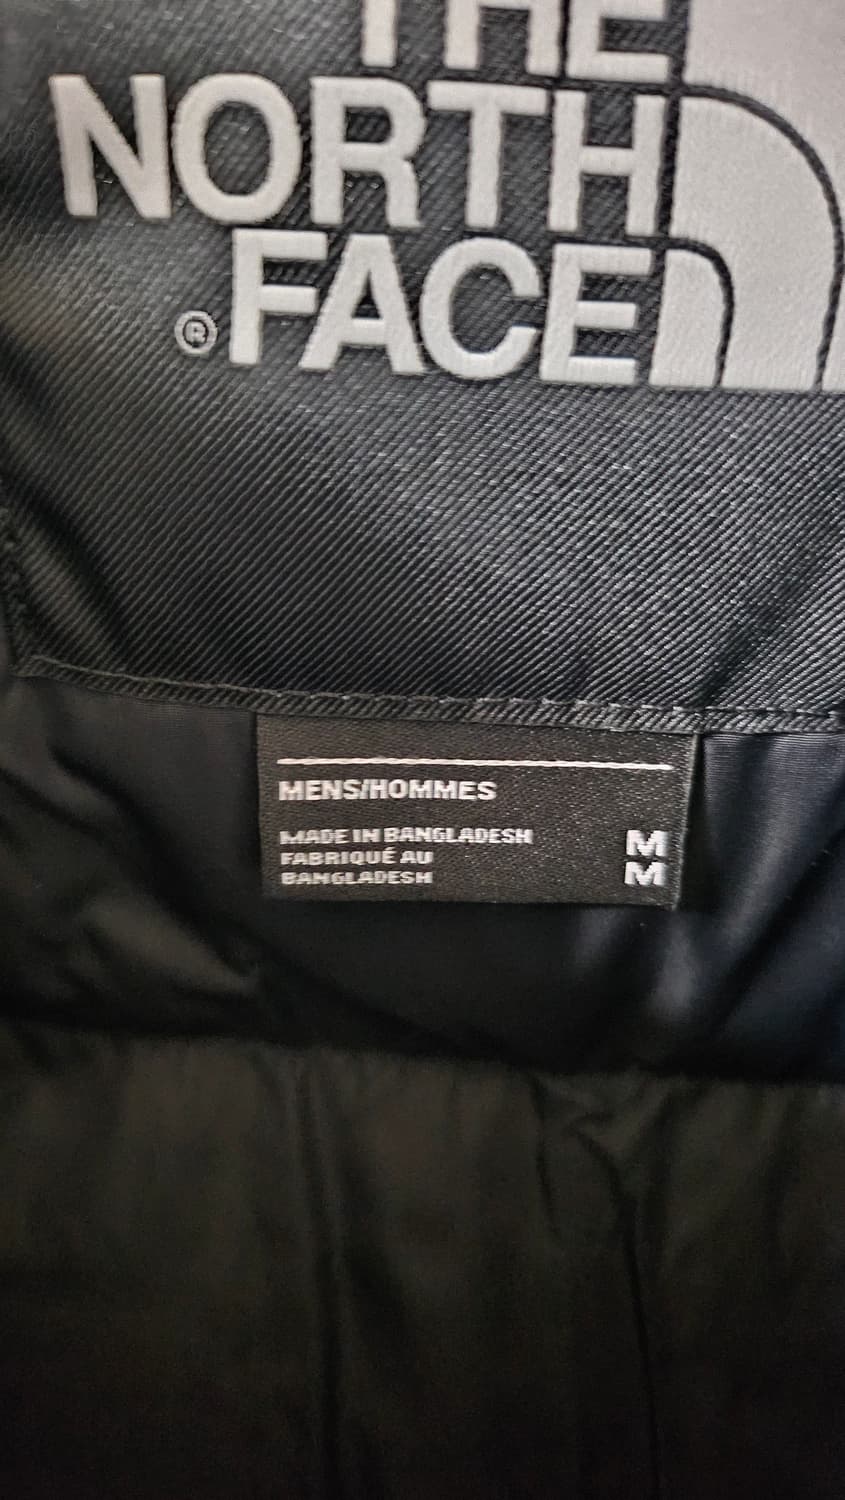 THE
NORTH
FACE
®
MENS/HOMMES
MADE IN BANGLADESH
FABRIQUÉ AU
BANGLADESH
M
M